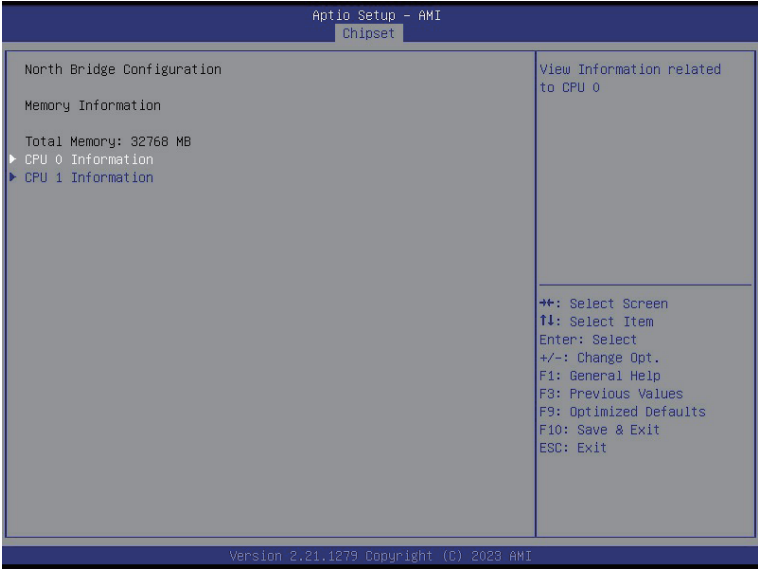 Aptio Setup – AMI
Chipset
North Bridge Configuration
Memory Information
Total Memory: 32768 MB
▶ CPU 0 Information
▶ CPU 1 Information
View Information related
to CPU 0
→←: Select Screen
↑↓: Select Item
Enter: Select
+/-: Change Opt.
F1: General Help
F3: Previous Values
F9: Optimized Defaults
F10: Save & Exit
ESC: Exit
Version 2.21.1279 Copyright (C) 2023 AMI